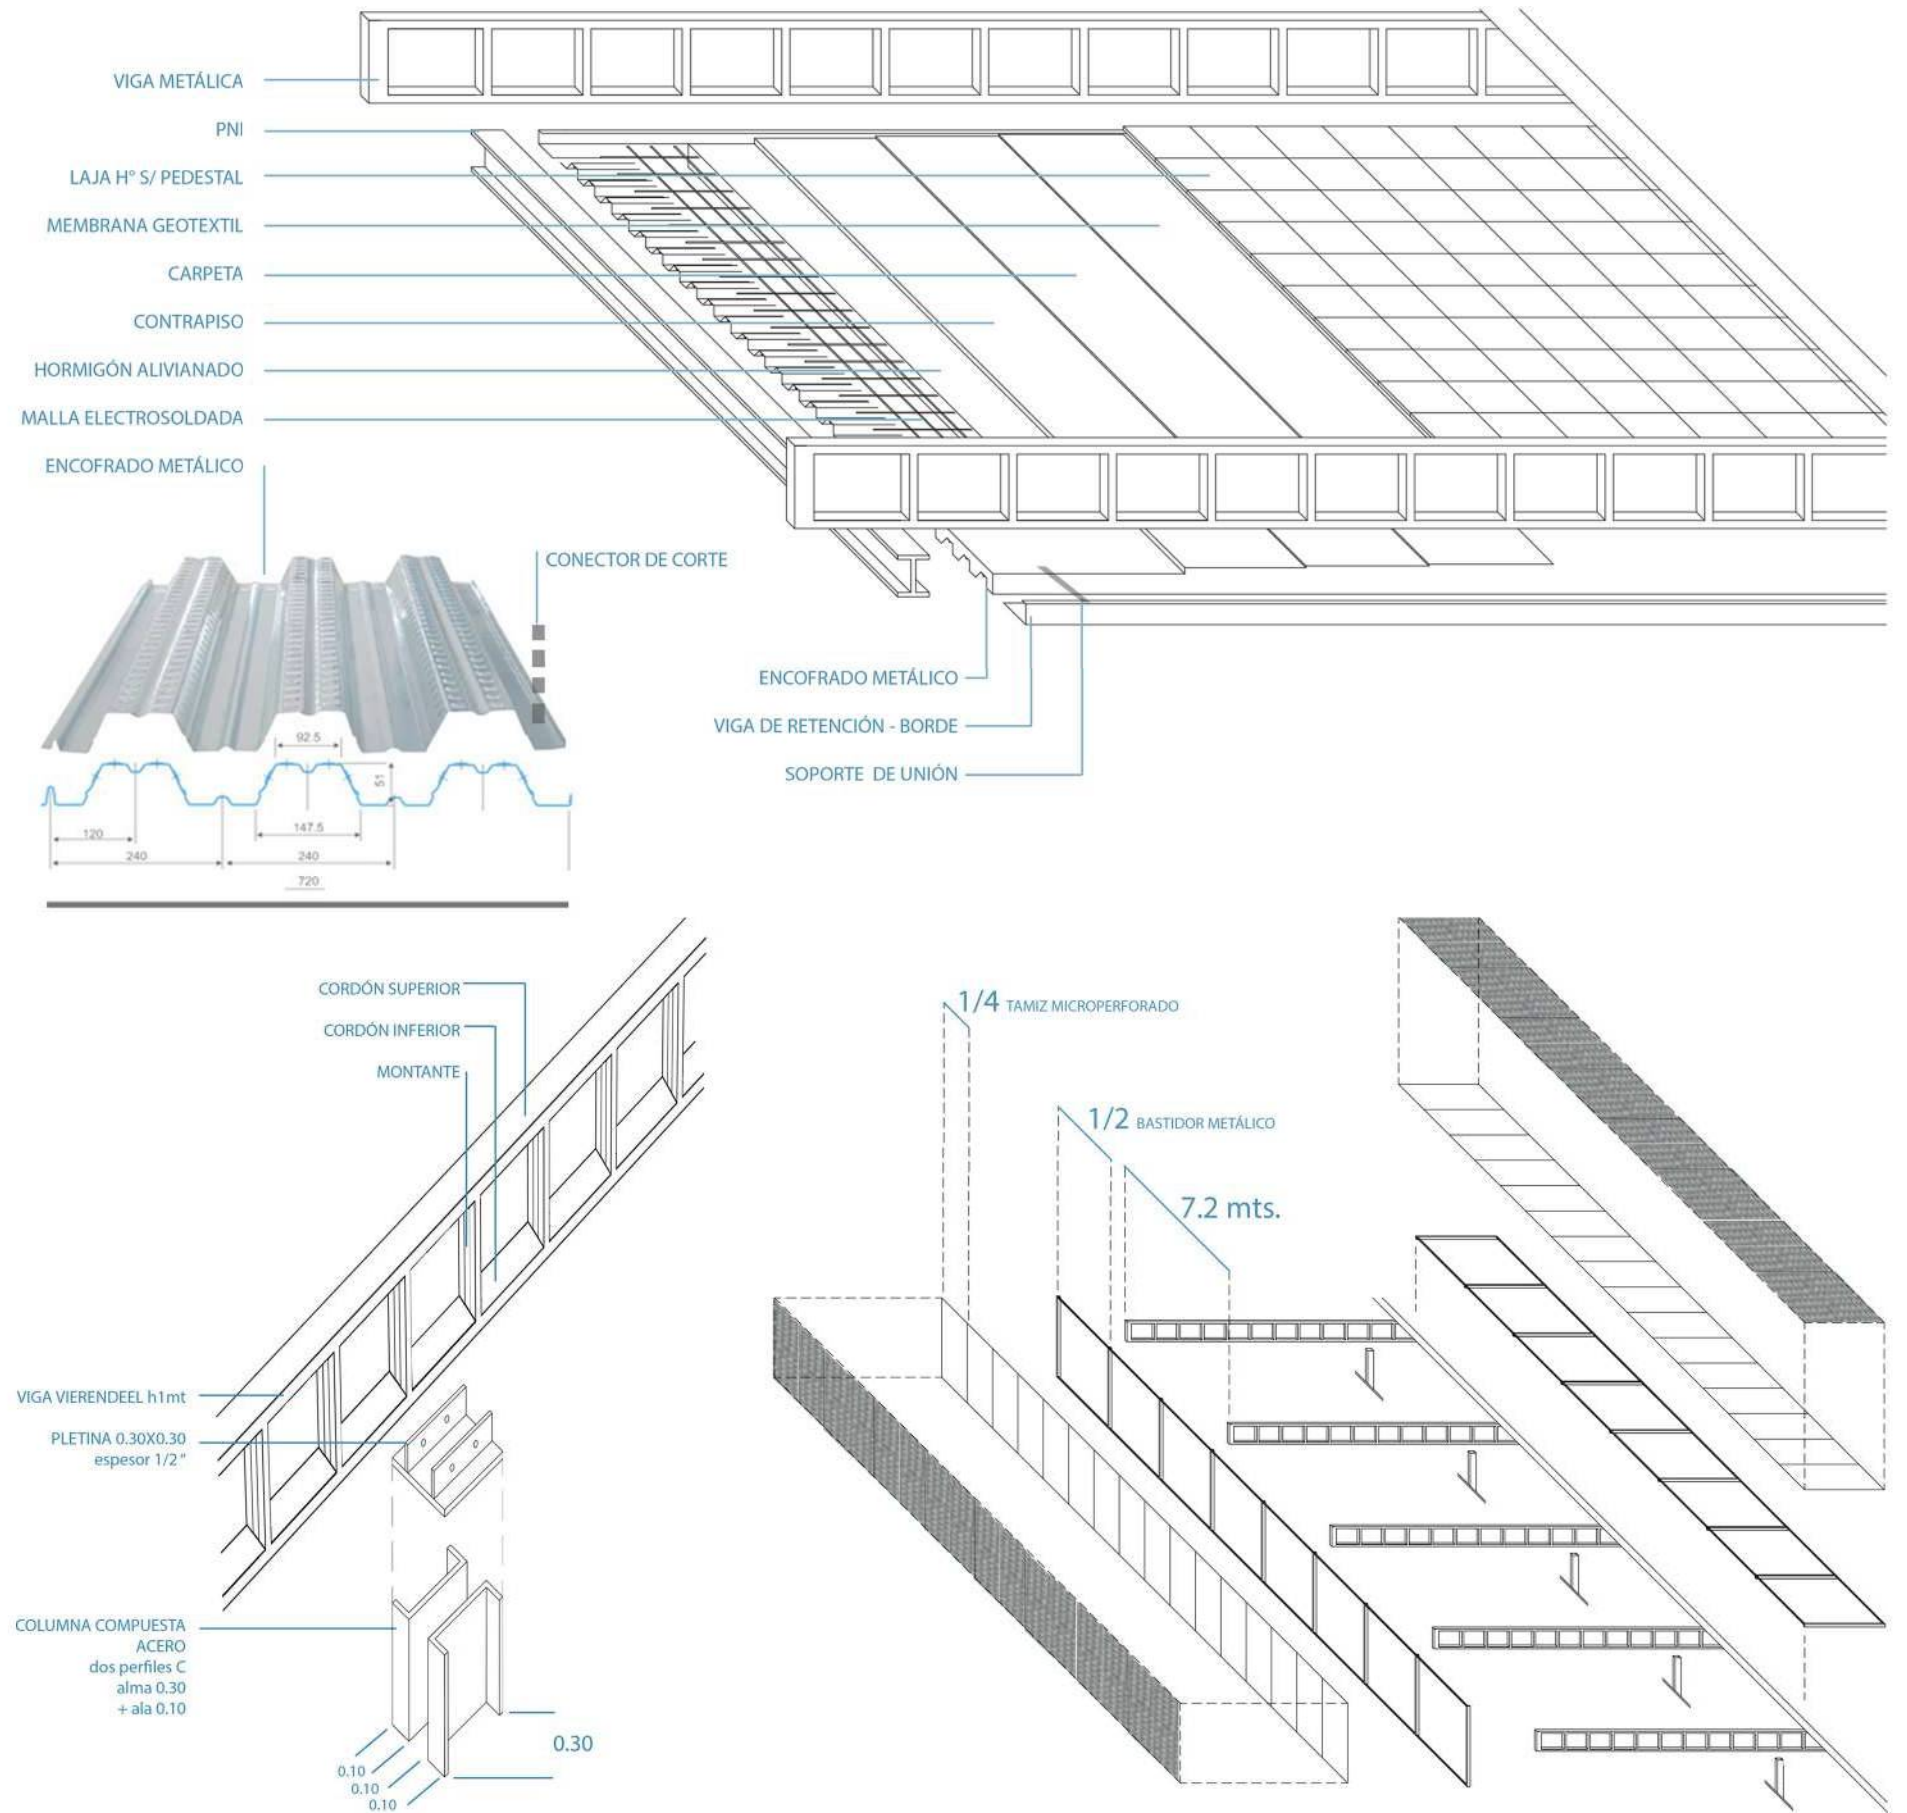 VIGA METÁLICA
PNI
LAJA H° S/ PEDESTAL
MEMBRANA GEOTEXTIL
CARPETA
CONTRAPISO
HORMIGÓN ALIVIANADO
MALLA ELECTROSOLDADA
ENCOFRADO METÁLICO
CONECTOR DE CORTE
ENCOFRADO METÁLICO
VIGA DE RETENCIÓN - BORDE
SOPORTE DE UNIÓN
92.5
51
120
147.5
240
240
720
CORDÓN SUPERIOR
CORDÓN INFERIOR
MONTANTE
VIGA VIERENDEEL h1mt
PLETINA 0.30X0.30
espesor 1/2"
COLUMNA COMPUESTA
ACERO
dos perfiles C
alma 0.30
+ ala 0.10
0.30
0.10
0.10
0.10
1/4 TAMIZ MICROPERFORADO
1/2 BASTIDOR METÁLICO
7.2 mts.